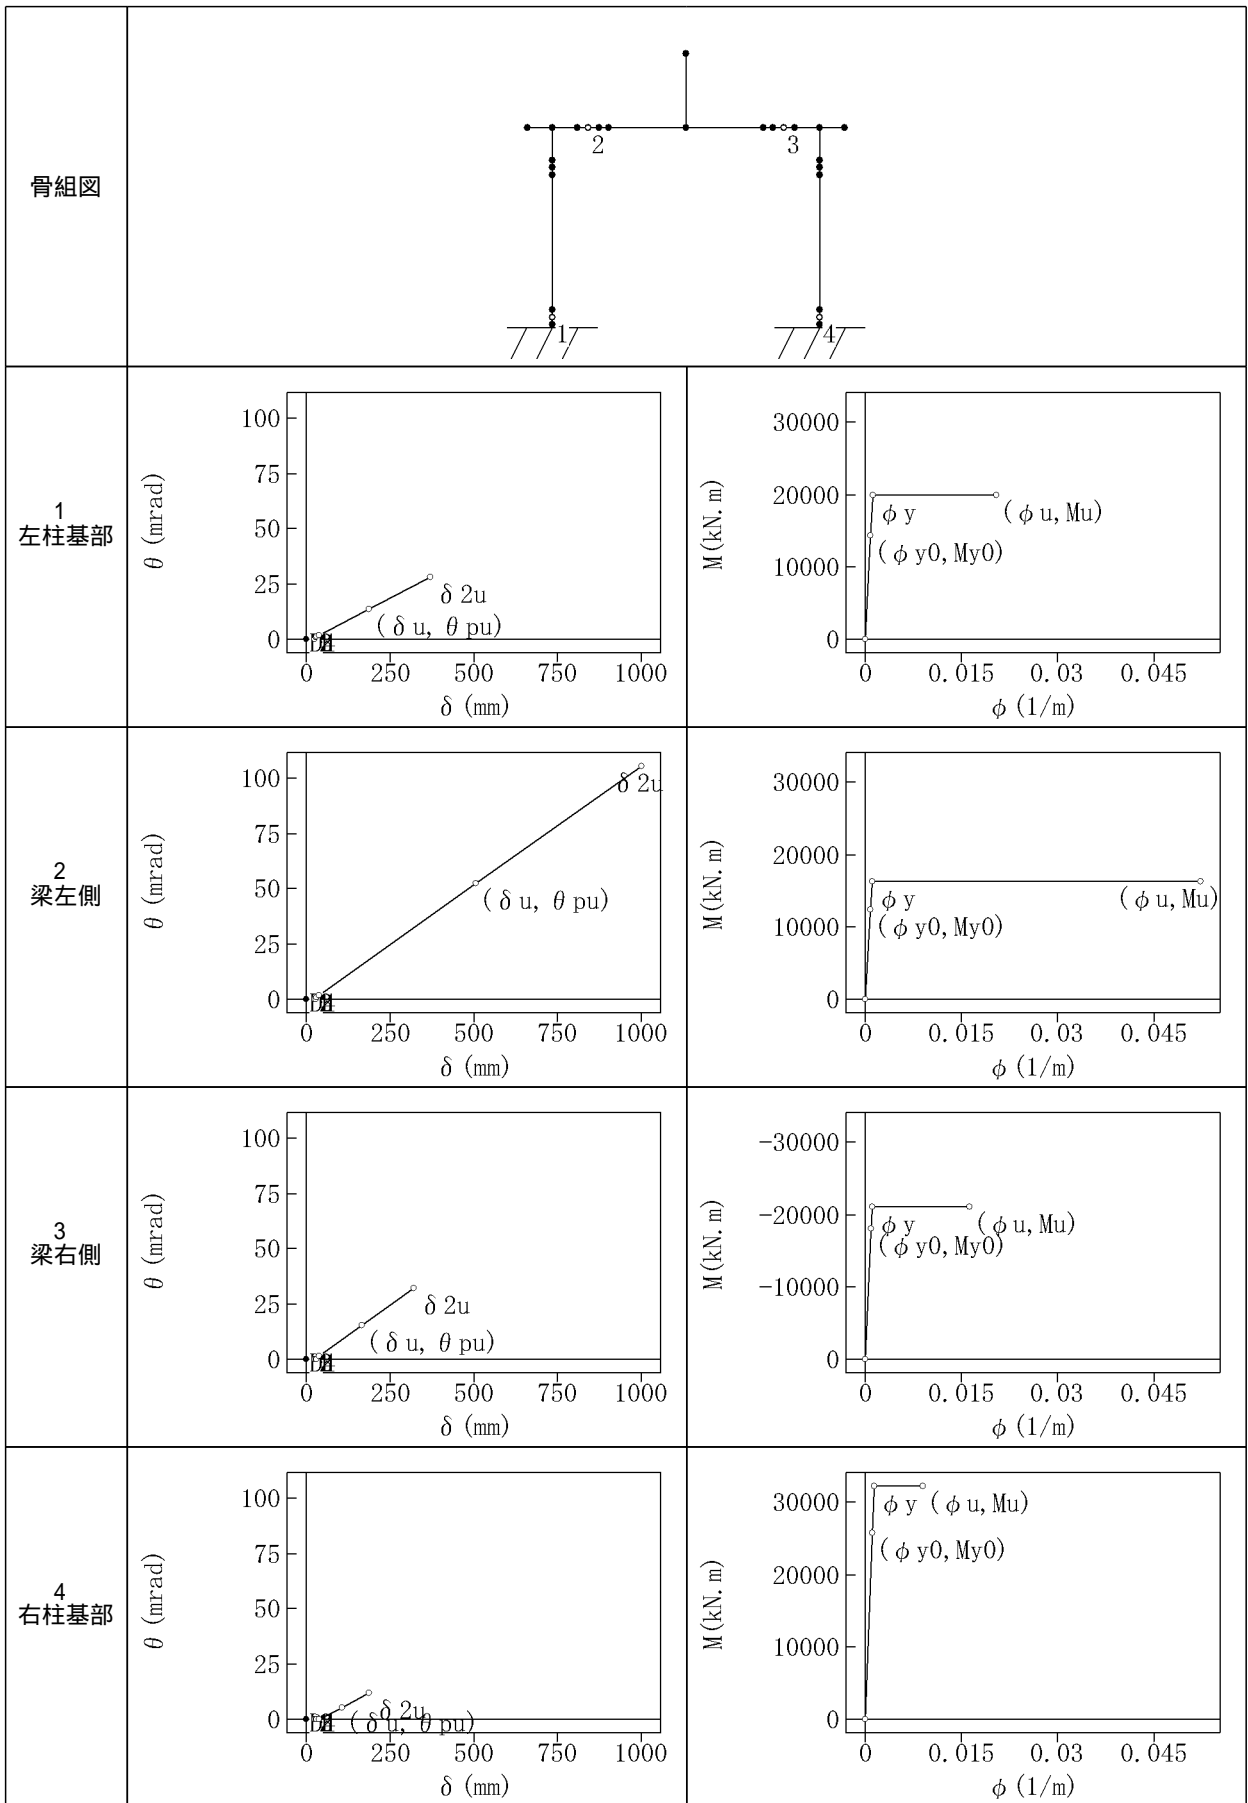 骨組図
2
3
1
4
1
左柱基部
100
75
50
25
0
θ (mrad)
δ 2u
(δ u, θ pu)
0
250
500
750
1000
δ (mm)
30000
20000
10000
0
M(kN.m)
φ y
(φ u, Mu)
(φ y0, My0)
0
0.015
0.03
0.045
φ (1/m)
2
梁左側
100
75
50
25
0
θ (mrad)
δ 2u
(δ u, θ pu)
0
250
500
750
1000
δ (mm)
30000
20000
10000
0
M(kN.m)
φ y
(φ u, Mu)
(φ y0, My0)
0
0.015
0.03
0.045
φ (1/m)
3
梁右側
100
75
50
25
0
θ (mrad)
δ 2u
(δ u, θ pu)
0
250
500
750
1000
δ (mm)
-30000
-20000
-10000
0
M(kN.m)
φ y
(φ u, Mu)
(φ y0, My0)
0
0.015
0.03
0.045
φ (1/m)
4
右柱基部
100
75
50
25
0
θ (mrad)
δ 2u
(δ u, θ pu)
0
250
500
750
1000
δ (mm)
30000
20000
10000
0
M(kN.m)
φ y
(φ u, Mu)
(φ y0, My0)
0
0.015
0.03
0.045
φ (1/m)